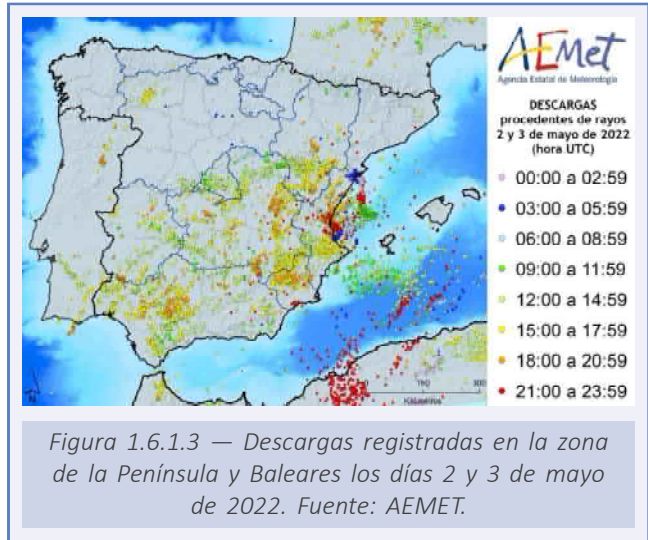 AEMet
Agencia Estatal de Meteorología
DESCARGAS
procedentes de rayos
2 y 3 de mayo de 2022
(hora UTC)
00:00 a 02:59
03:00 a 05:59
06:00 a 08:59
09:00 a 11:59
12:00 a 14:59
15:00 a 17:59
18:00 a 20:59
21:00 a 23:59
150
300
Kilómetros
Figura 1.6.1.3 — Descargas registradas en la zona
de la Península y Baleares los días 2 y 3 de mayo
de 2022. Fuente: AEMET.